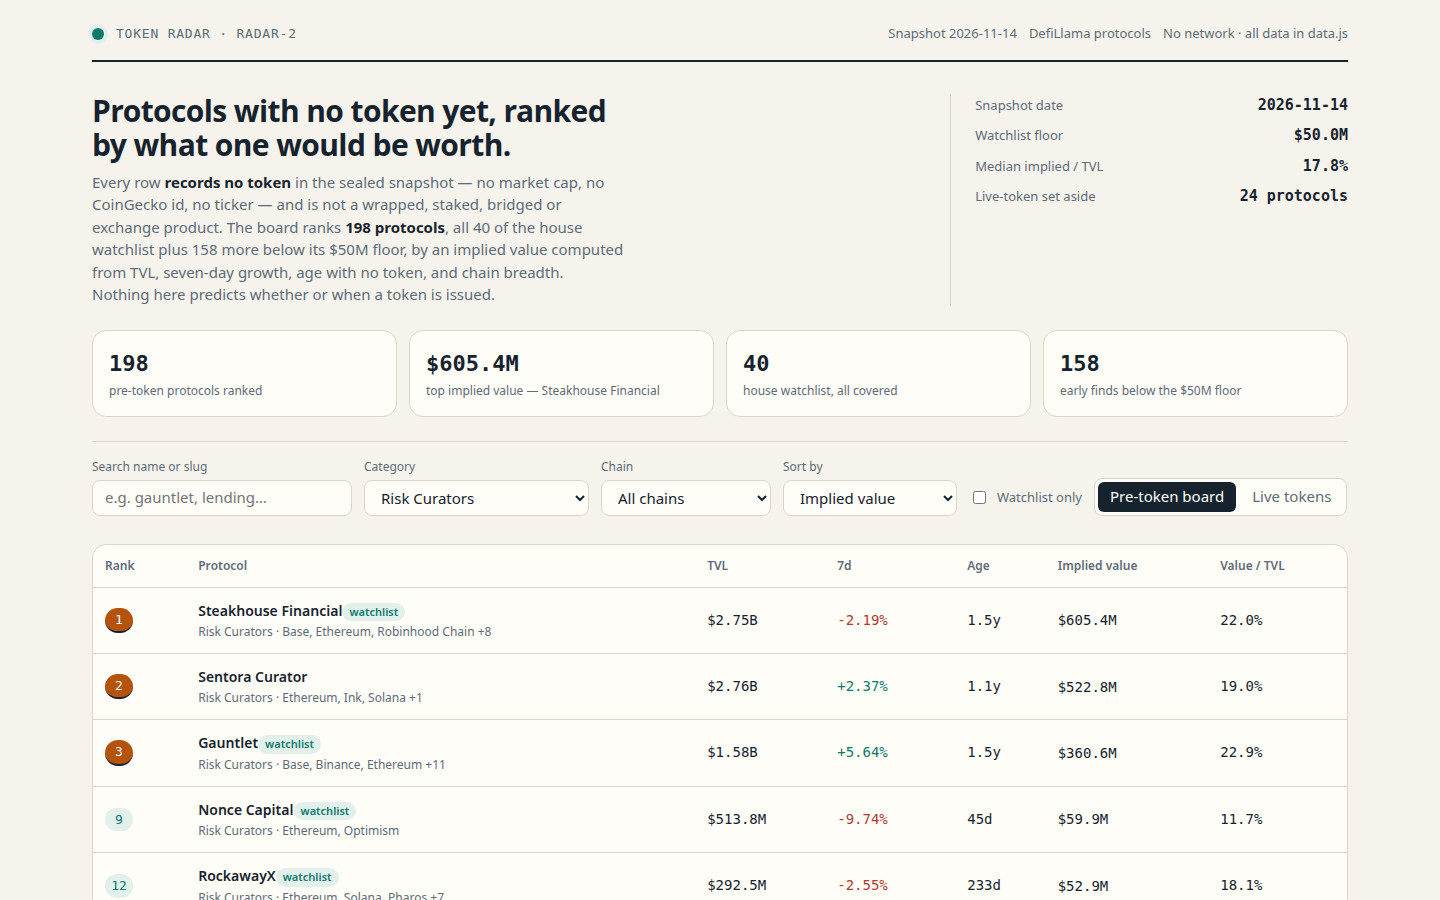 TOKEN RADAR · RADAR-2
Snapshot 2026-11-14 DefiLlama protocols No network · all data in data.js
Protocols with no token yet, ranked
by what one would be worth.
Every row records no token in the sealed snapshot — no market cap, no
CoinGecko id, no ticker — and is not a wrapped, staked, bridged or
exchange product. The board ranks 198 protocols, all 40 of the house
watchlist plus 158 more below its $50M floor, by an implied value computed
from TVL, seven-day growth, age with no token, and chain breadth.
Nothing here predicts whether or when a token is issued.
Snapshot date 2026-11-14
Watchlist floor $50.0M
Median implied / TVL 17.8%
Live-token set aside 24 protocols
198
pre-token protocols ranked
$605.4M
top implied value — Steakhouse Financial
40
house watchlist, all covered
158
early finds below the $50M floor
Search name or slug Category Chain Sort by
e.g. gauntlet, lending... Risk Curators All chains Implied value Watchlist only Pre-token board Live tokens
Rank Protocol TVL 7d Age Implied value Value / TVL
1 Steakhouse Financial watchlist $2.75B -2.19% 1.5y $605.4M 22.0%
Risk Curators · Base, Ethereum, Robinhood Chain +8
2 Sentora Curator $2.76B +2.37% 1.1y $522.8M 19.0%
Risk Curators · Ethereum, Ink, Solana +1
3 Gauntlet watchlist $1.58B +5.64% 1.5y $360.6M 22.9%
Risk Curators · Base, Binance, Ethereum +11
9 Nonce Capital watchlist $513.8M -9.74% 45d $59.9M 11.7%
Risk Curators · Ethereum, Optimism
12 RockawayX watchlist $292.5M -2.55% 233d $52.9M 18.1%
Risk Curators · Ethereum, Solana, Pharos +7